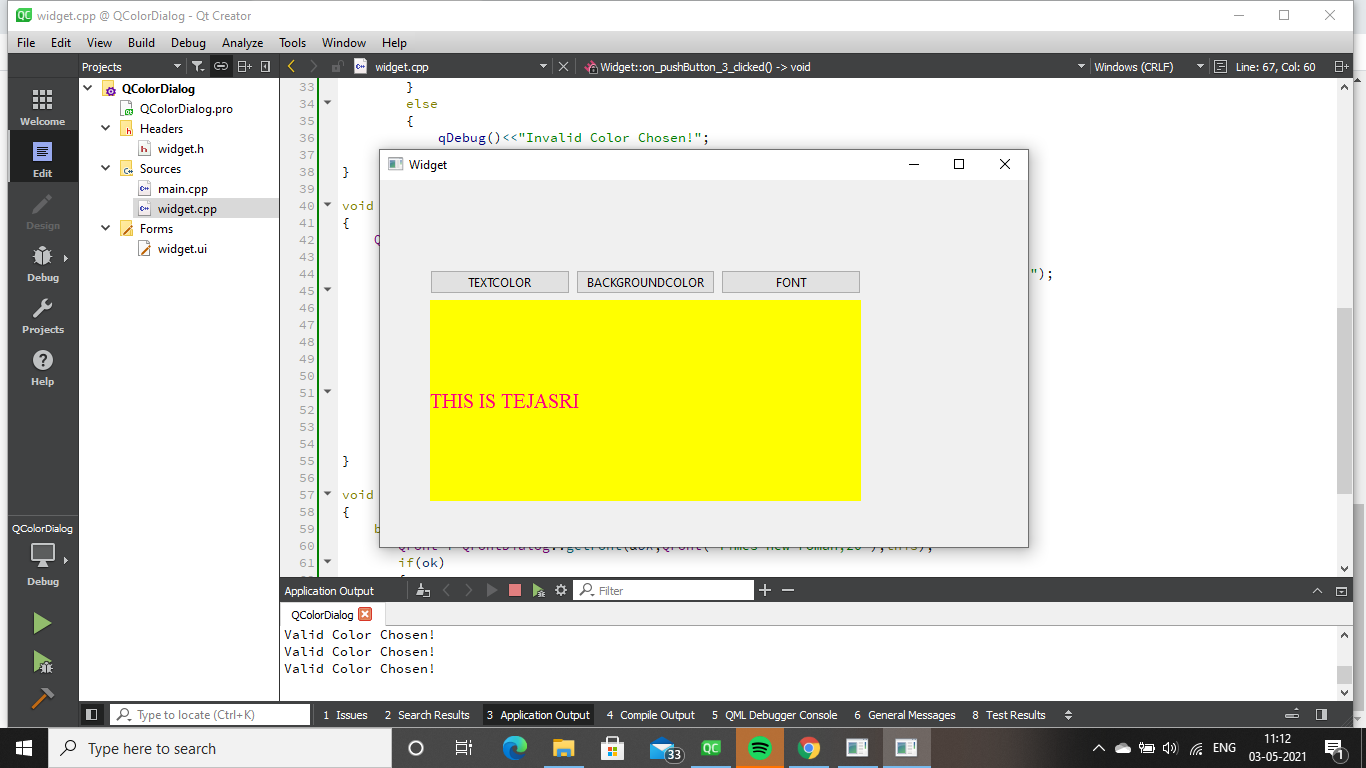 QC widget.cpp @ QColorDialog - Qt Creator
File Edit View Build Debug Analyze Tools Window Help
Projects widget.cpp Widget::on_pushButton_3_clicked() -> void Windows (CRLF) Line: 67, Col: 60
Welcome
Edit
Design
Debug
Projects
Help
QColorDialog
Debug
QColorDialog
QColorDialog.pro
Headers
widget.h
Sources
main.cpp
widget.cpp
Forms
widget.ui
33 }
34 else
35 {
36 qDebug()<<"Invalid Color Chosen!";
37
38 }
39
40 void
41 {
42 Q
43
44 ");
45
46
47
48
49
50
51
52
53
54
55 }
56
57 void
58 {
59 b
60
61 if(ok)
{
Widget
TEXTCOLOR BACKGROUNDCOLOR FONT
THIS IS TEJASRI
Application Output Filter
QColorDialog
Valid Color Chosen!
Valid Color Chosen!
Valid Color Chosen!
Type to locate (Ctrl+K) 1 Issues 2 Search Results 3 Application Output 4 Compile Output 5 QML Debugger Console 6 General Messages 8 Test Results
Type here to search 33 QC ENG 11:12
03-05-2021 1